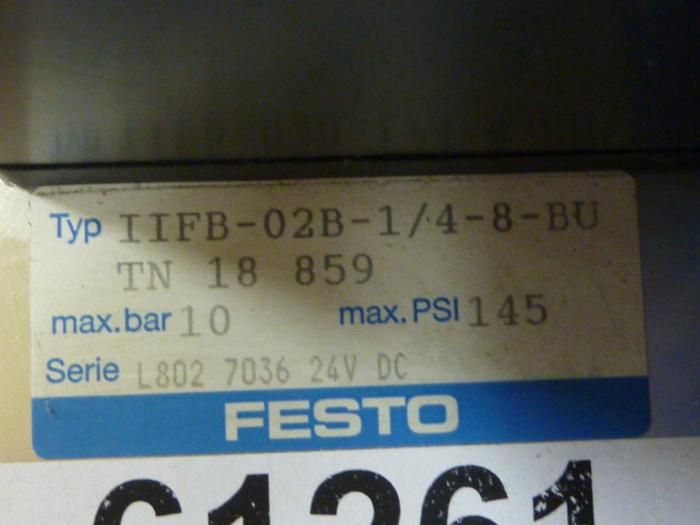 Typ IIFB-02B-1/4-8-BU
TN 18 859
max.bar 10 max.PSI 145
Serie L802 7036 24V DC
FESTO
61261